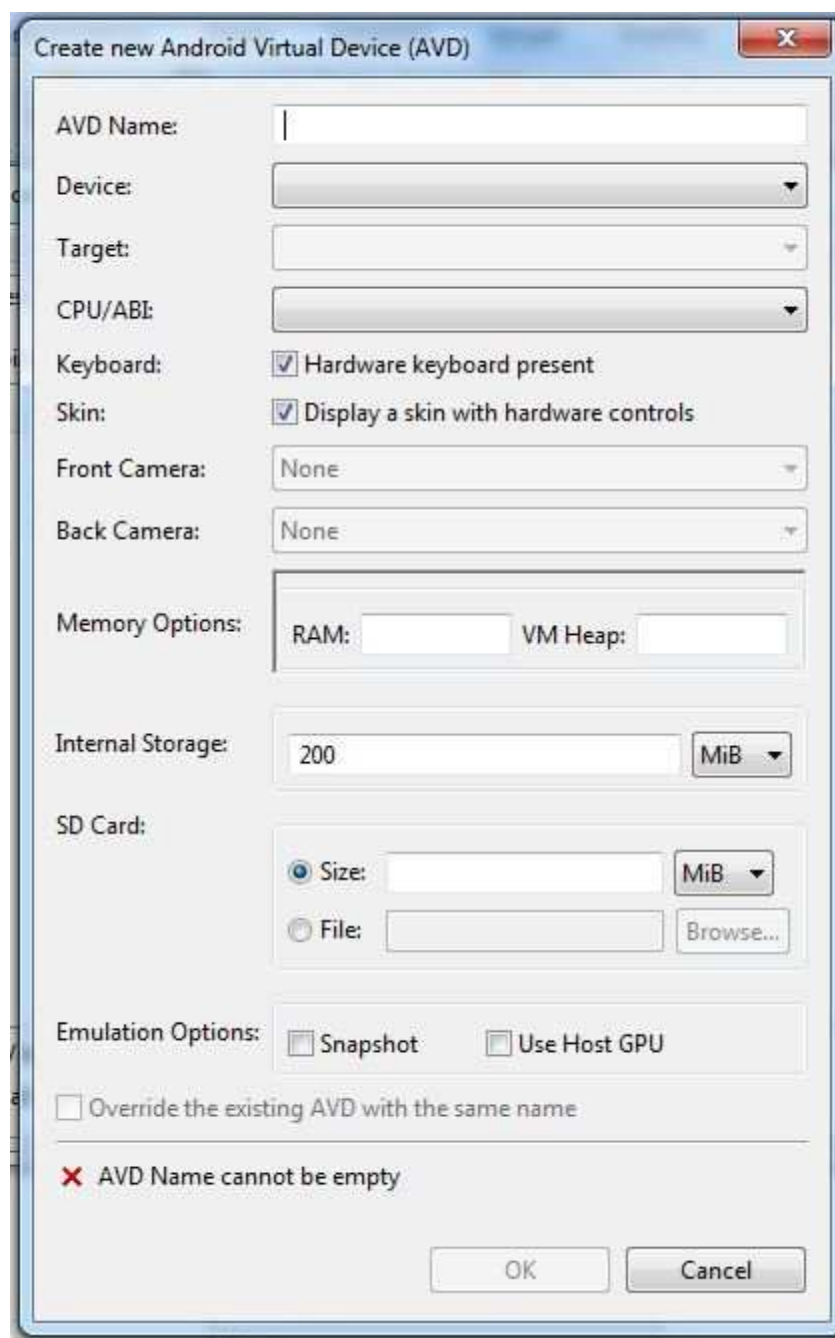 Create new Android Virtual Device (AVD)
AVD Name:
Device:
Target:
CPU/ABI:
Keyboard: Hardware keyboard present
Skin: Display a skin with hardware controls
Front Camera: None
Back Camera: None
Memory Options: RAM: VM Heap:
Internal Storage: 200 MiB
SD Card:
Size: MiB
File: Browse...
Emulation Options: Snapshot Use Host GPU
Override the existing AVD with the same name
AVD Name cannot be empty
OK Cancel